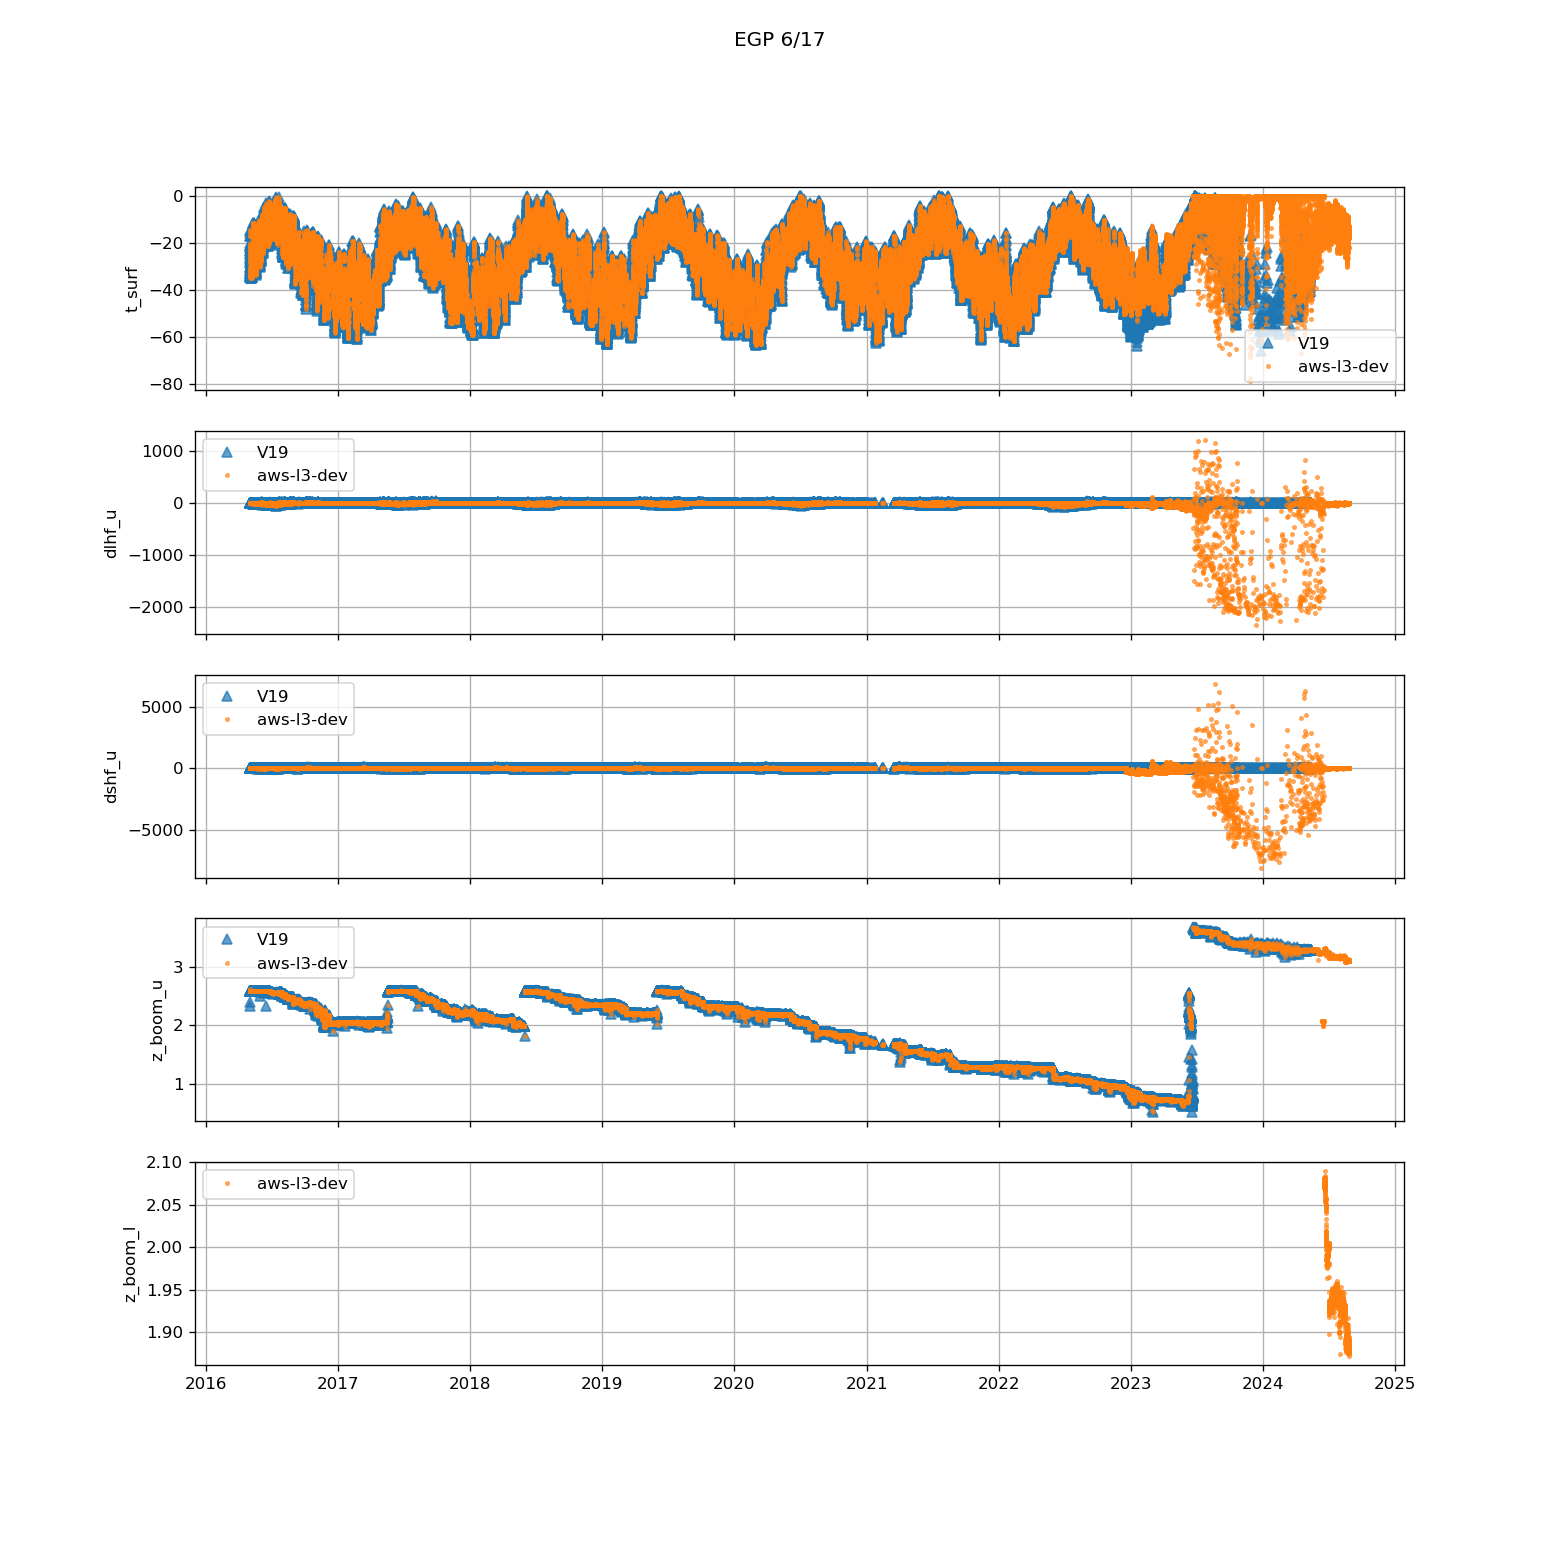 EGP 6/17
0
−20
−40
−60
−80
t_surf
V19
aws-l3-dev
1000
0
−1000
−2000
dlhf_u
V19
aws-l3-dev
5000
0
−5000
dshf_u
V19
aws-l3-dev
3
2
1
z_boom_u
V19
aws-l3-dev
2.10
2.05
2.00
1.95
1.90
z_boom_l
aws-l3-dev
2016 2017 2018 2019 2020 2021 2022 2023 2024 2025